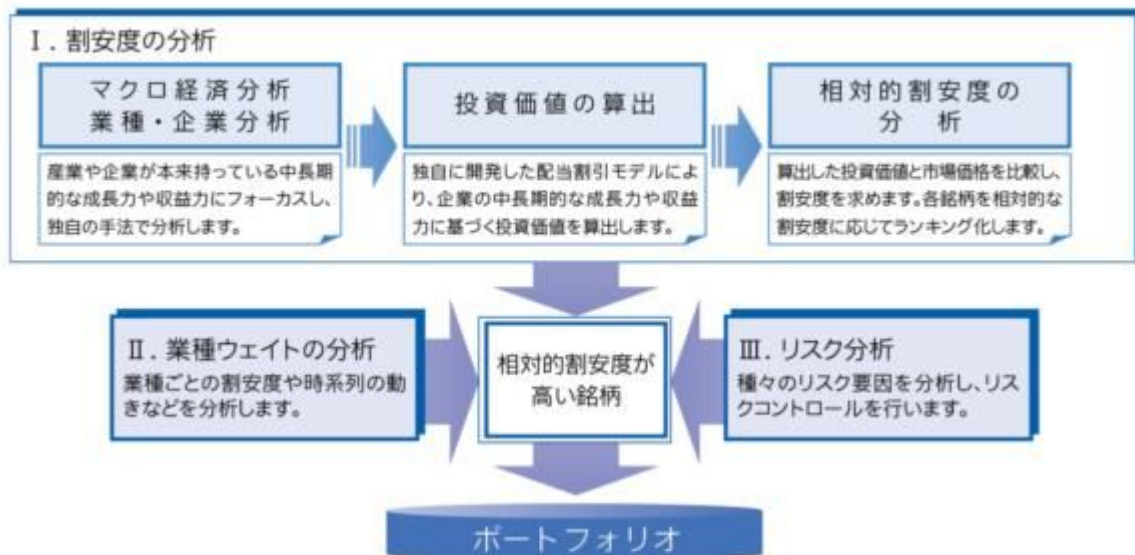 Ⅰ. 割安度の分析
マクロ経済分析
業種・企業分析
産業や企業が本来持っている中長期
的な成長力や収益力にフォーカスし、
独自の手法で分析します。
投資価値の算出
独自に開発した配当割引モデルによ
り、企業の中長期的な成長力や収益
力に基づく投資価値を算出します。
相対的割安度の
分析
算出した投資価値と市場価格を比較し、
割安度を求めます。各銘柄を相対的な
割安度に応じてランキング化します。
Ⅱ. 業種ウェイトの分析
業種ごとの割安度や時系列の動
きなどを分析します。
相対的割安度が
高い銘柄
Ⅲ. リスク分析
種々のリスク要因を分析し、リス
クコントロールを行います。
ポートフォリオ